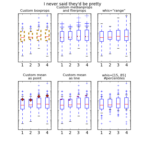 I never said they'd be pretty
Custom boxprops
Custom medianprops
and flierprops
whis="range"
1 2 3 4
1 2 3 4
1 2 3 4
Custom mean
as point
Custom mean
as line
whis=[15, 85]
#percentiles
1 2 3 4
1 2 3 4
1 2 3 4